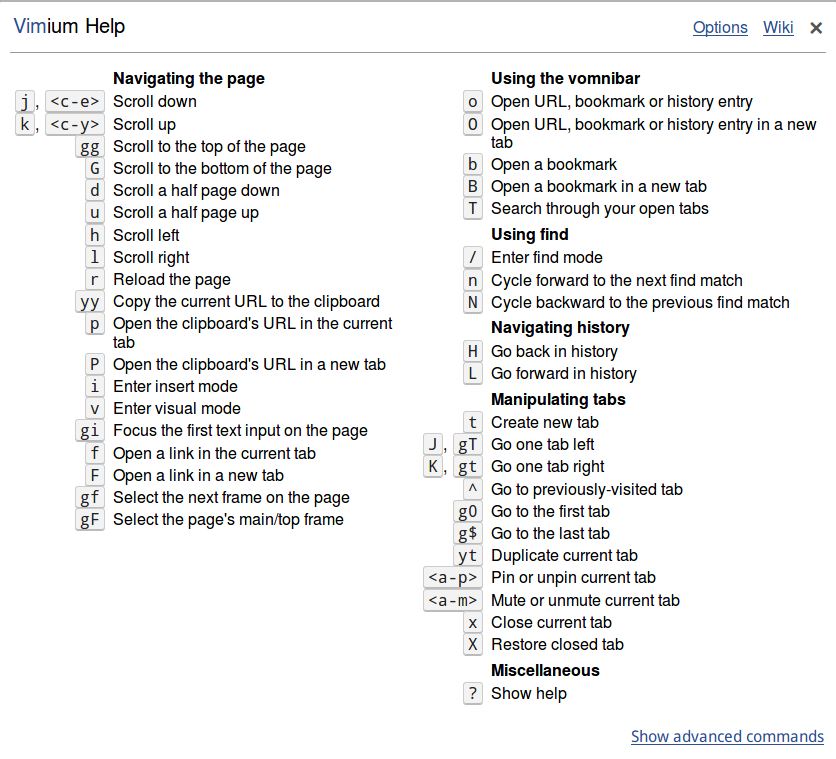 Vimium Help
Options Wiki ×
Navigating the page
j , <c-e> Scroll down
k , <c-y> Scroll up
gg Scroll to the top of the page
G Scroll to the bottom of the page
d Scroll a half page down
u Scroll a half page up
h Scroll left
l Scroll right
r Reload the page
yy Copy the current URL to the clipboard
p Open the clipboard's URL in the current
tab
P Open the clipboard's URL in a new tab
i Enter insert mode
v Enter visual mode
gi Focus the first text input on the page
f Open a link in the current tab
F Open a link in a new tab
gf Select the next frame on the page
gF Select the page's main/top frame
Using the vomnibar
o Open URL, bookmark or history entry
O Open URL, bookmark or history entry in a new
tab
b Open a bookmark
B Open a bookmark in a new tab
T Search through your open tabs
Using find
/ Enter find mode
n Cycle forward to the next find match
N Cycle backward to the previous find match
Navigating history
H Go back in history
L Go forward in history
Manipulating tabs
t Create new tab
J , gT Go one tab left
K , gt Go one tab right
^ Go to previously-visited tab
g0 Go to the first tab
g$ Go to the last tab
yt Duplicate current tab
<a-p> Pin or unpin current tab
<a-m> Mute or unmute current tab
x Close current tab
X Restore closed tab
Miscellaneous
? Show help
Show advanced commands